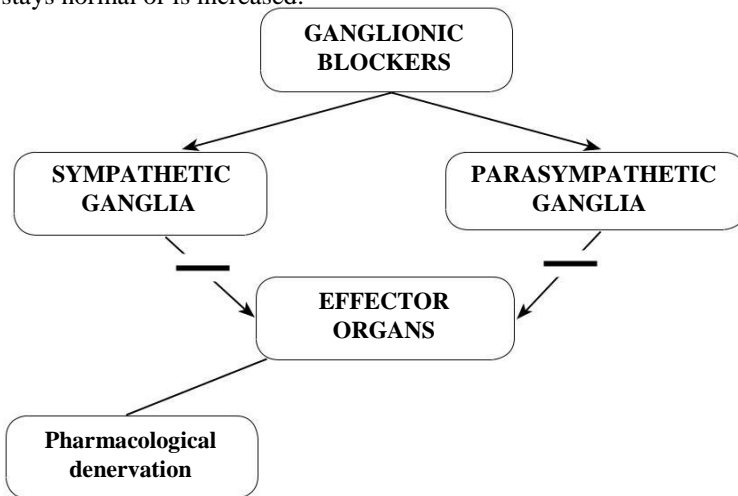 stays normal or is increased.
GANGLIONIC
BLOCKERS
SYMPATHETIC
GANGLIA
PARASYMPATHETIC
GANGLIA
EFFECTOR
ORGANS
Pharmacological
denervation